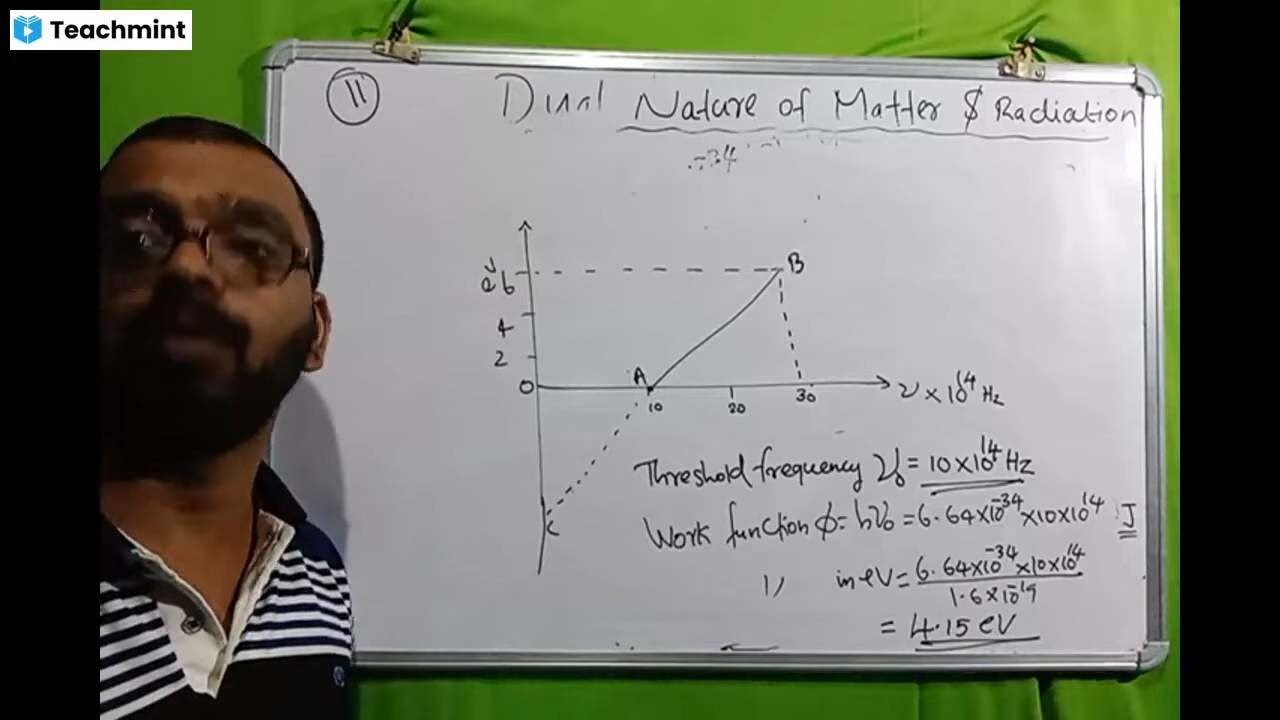 Teachmint
11
Dual Nature of Matter & Radiation
-34
B
6
4
2
A
0
10
20
30
ν × 10¹⁴ Hz
C
Threshold frequency ν₀ = 10×10¹⁴ Hz
Work function φ = hν₀ = 6.64×10⁻³⁴ ×10×10¹⁴ J
〃 in eV = 6.64×10⁻³⁴ ×10×10¹⁴
1.6×10⁻¹⁹
= 4.15 eV